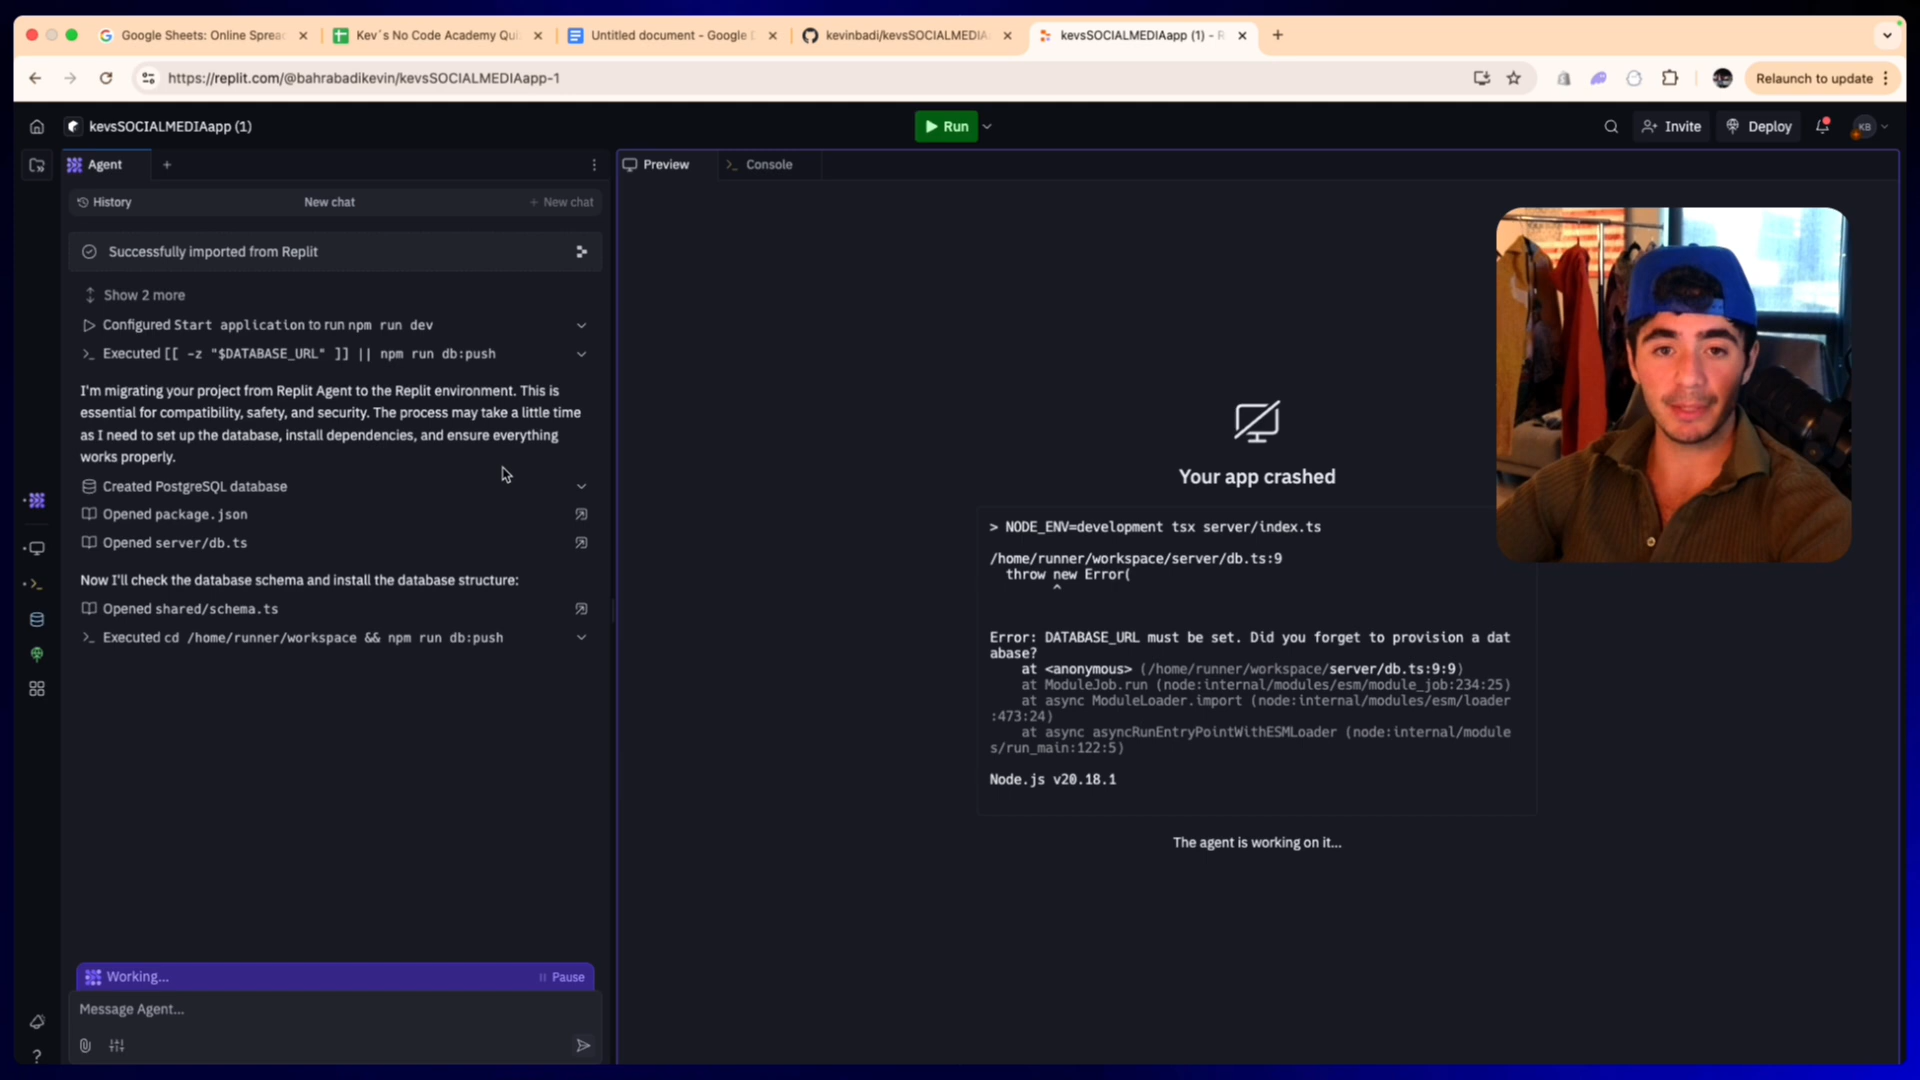 Google Sheets: Online Sprea
Kev's No Code Academy Qui
Untitled document - Google D
kevinbadi/kevsSOCIALMEDIA
kevsSOCIALMEDIAapp (1) - R
https://replit.com/@bahrabadikevin/kevsSOCIALMEDIAapp-1
Relaunch to update
kevsSOCIALMEDIAapp (1)
Run
Invite
Deploy
KB
Agent
Preview
Console
History
New chat
+ New chat
Successfully imported from Replit
Show 2 more
Configured Start application to run npm run dev
Executed [[ -z "$DATABASE_URL" ]] || npm run db:push
I'm migrating your project from Replit Agent to the Replit environment. This is
essential for compatibility, safety, and security. The process may take a little time
as I need to set up the database, install dependencies, and ensure everything
works properly.
Created PostgreSQL database
Opened package.json
Opened server/db.ts
Now I'll check the database schema and install the database structure:
Opened shared/schema.ts
Executed cd /home/runner/workspace && npm run db:push
Working...
Pause
Message Agent...
Your app crashed
> NODE_ENV=development tsx server/index.ts
/home/runner/workspace/server/db.ts:9
throw new Error(
^
Error: DATABASE_URL must be set. Did you forget to provision a dat
abase?
at <anonymous> (/home/runner/workspace/server/db.ts:9:9)
at ModuleJob.run (node:internal/modules/esm/module_job:234:25)
at async ModuleLoader.import (node:internal/modules/esm/loader
:473:24)
at async asyncRunEntryPointWithESMLoader (node:internal/module
s/run_main:122:5)
Node.js v20.18.1
The agent is working on it...